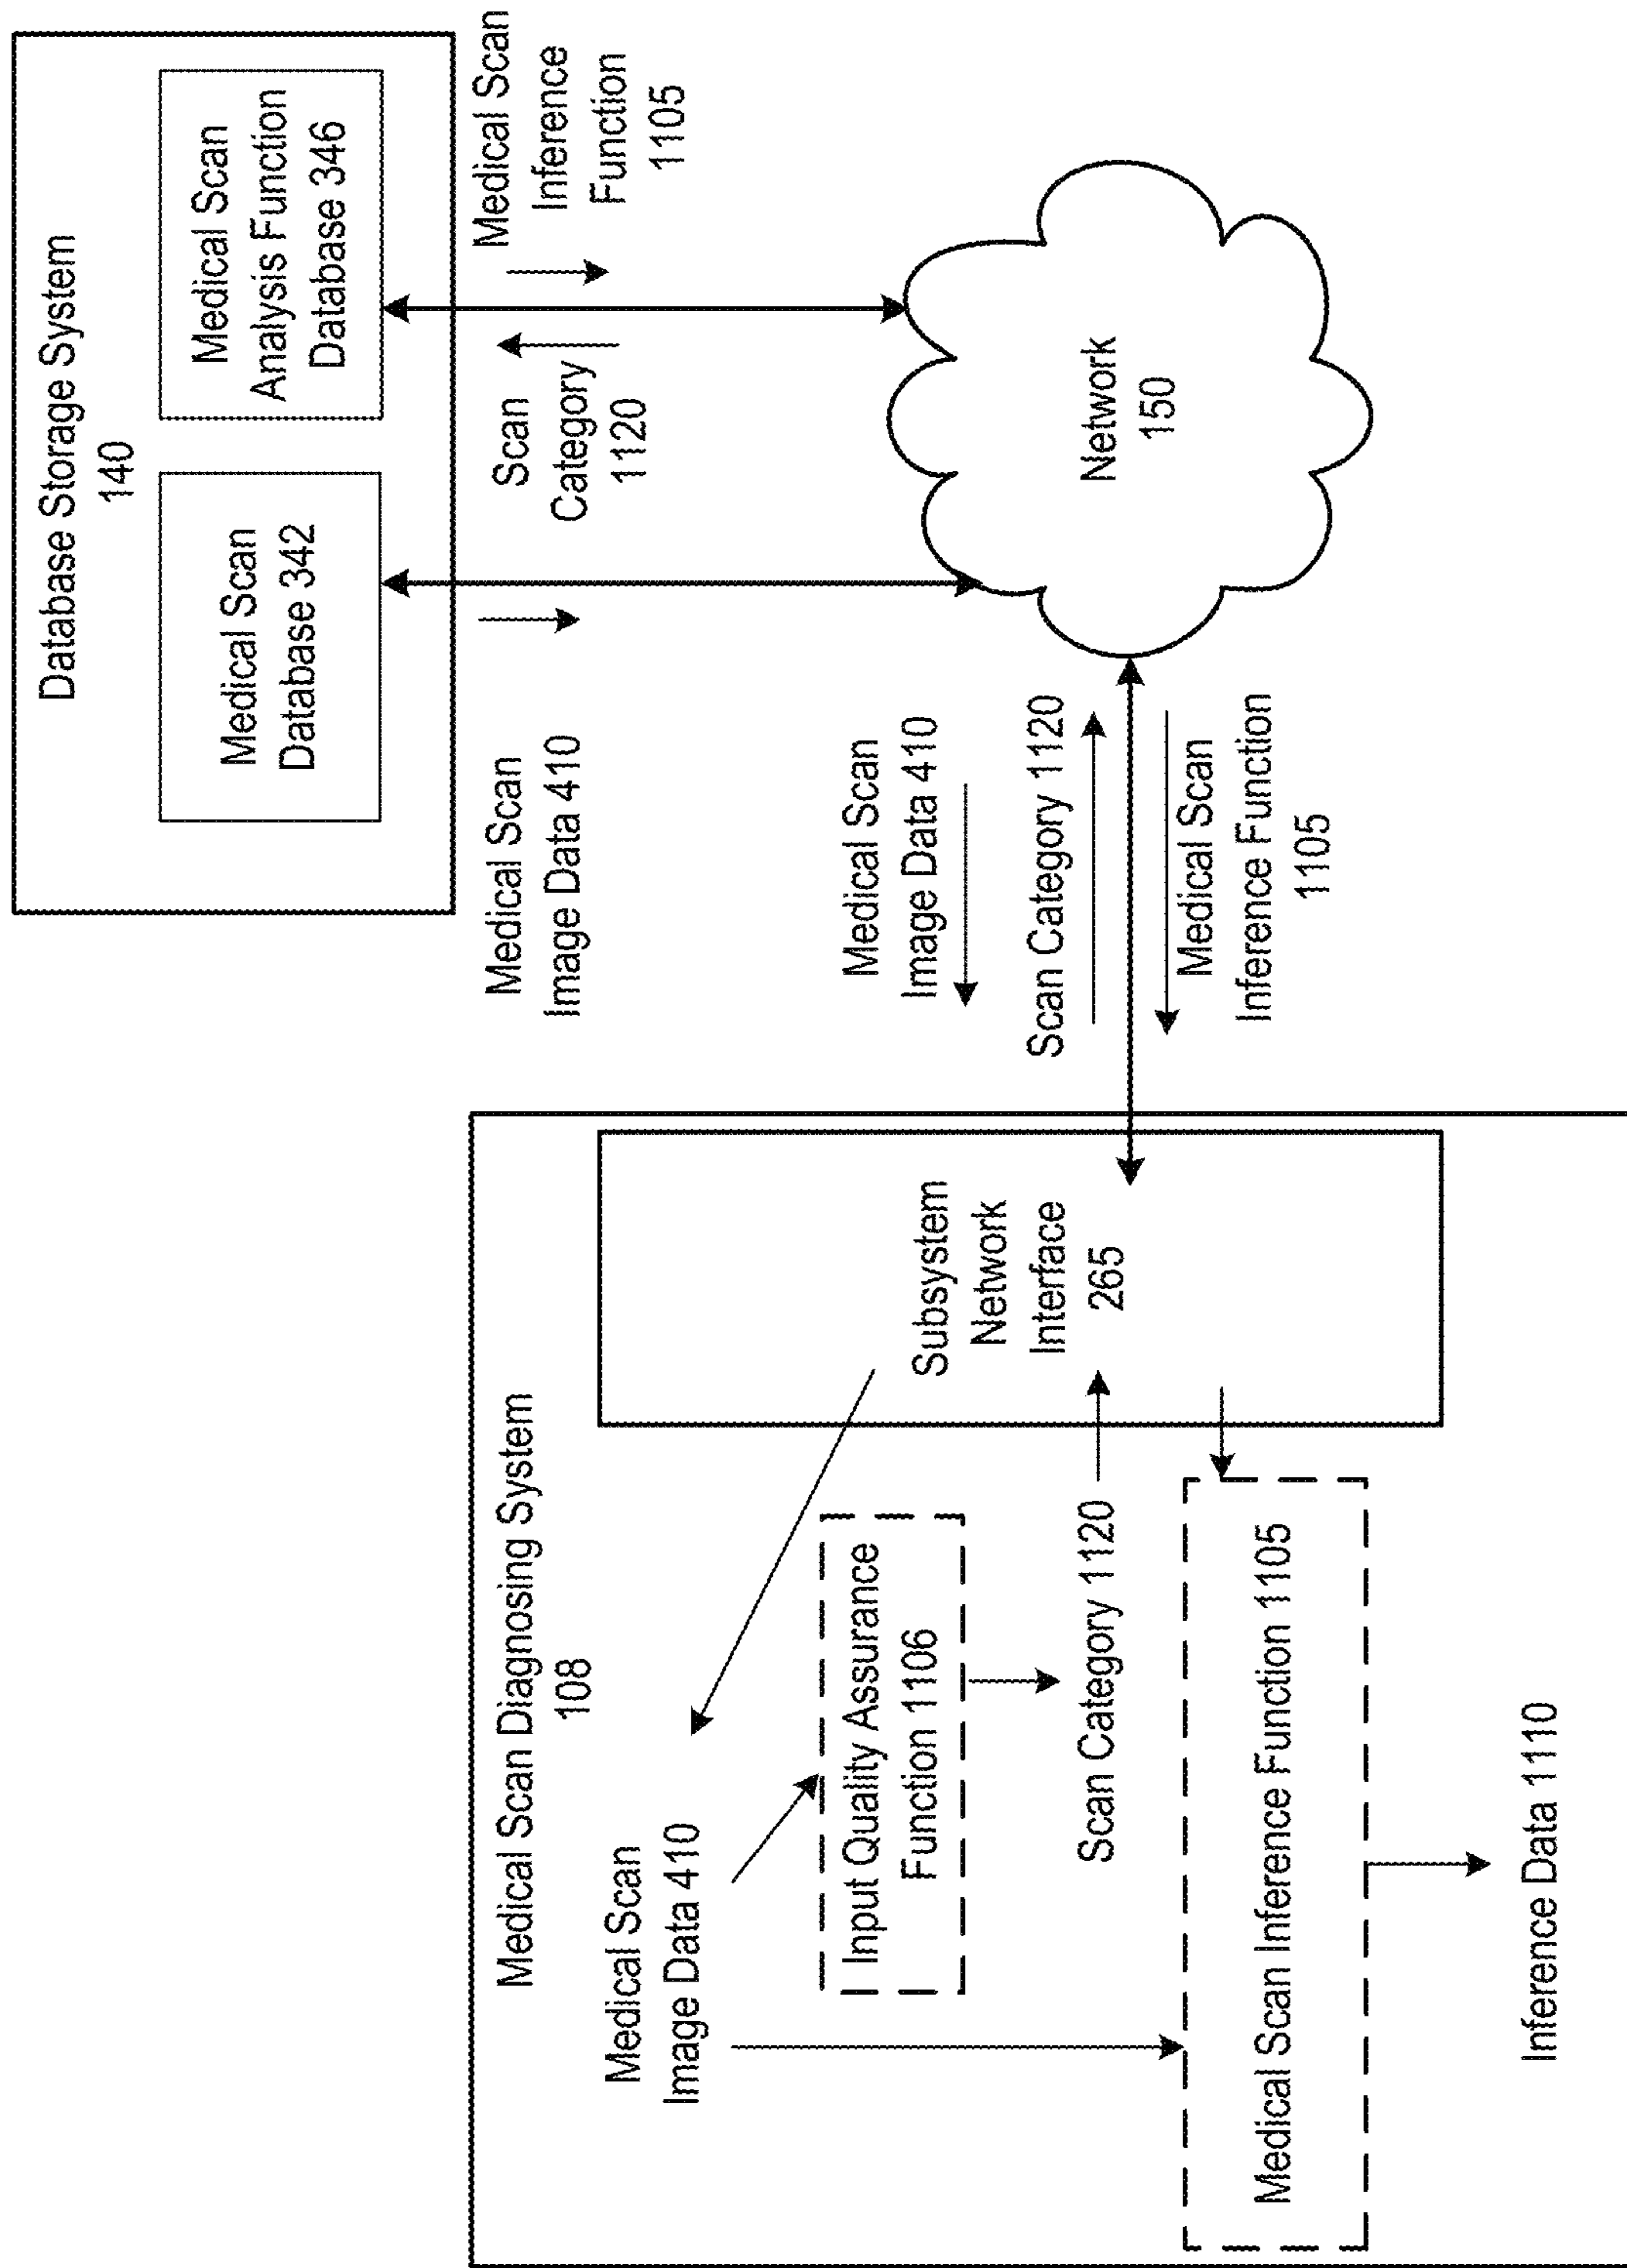 Medical Scan Diagnosing System
108
Medical Scan
Image Data 410
Input Quality Assurance
Function 1106
Scan Category 1120
Medical Scan Inference Function 1105
Inference Data 1110
Subsystem
Network
Interface
265
Medical Scan
Image Data 410
Scan Category 1120
Medical Scan
Inference Function
1105
Database Storage System
140
Medical Scan
Database 342
Medical Scan
Analysis Function
Database 346
Medical Scan
Image Data 410
Scan
Category
1120
Medical Scan
Inference
Function
1105
Network
150